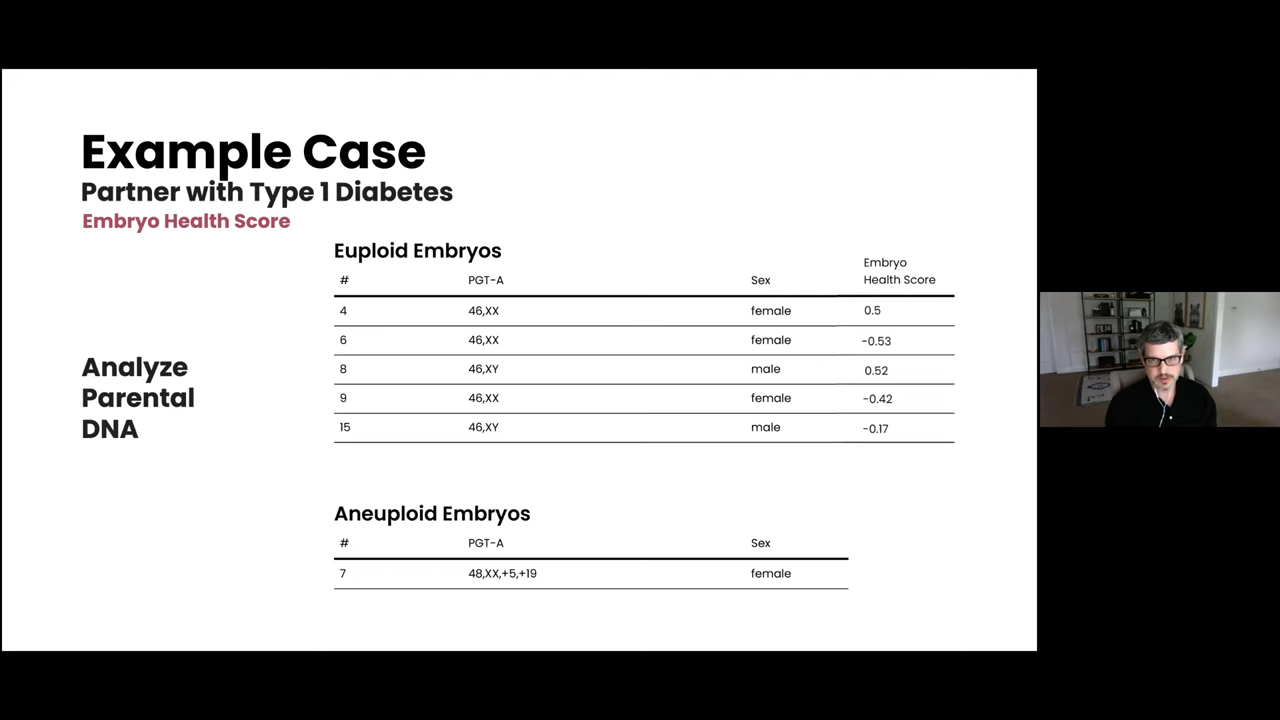 Example Case
Partner with Type 1 Diabetes
Embryo Health Score
Analyze
Parental
DNA
Euploid Embryos
# PGT-A Sex Embryo Health Score
4 46,XX female 0.5
6 46,XX female -0.53
8 46,XY male 0.52
9 46,XX female -0.42
15 46,XY male -0.17
Aneuploid Embryos
# PGT-A Sex
7 48,XX,+5,+19 female